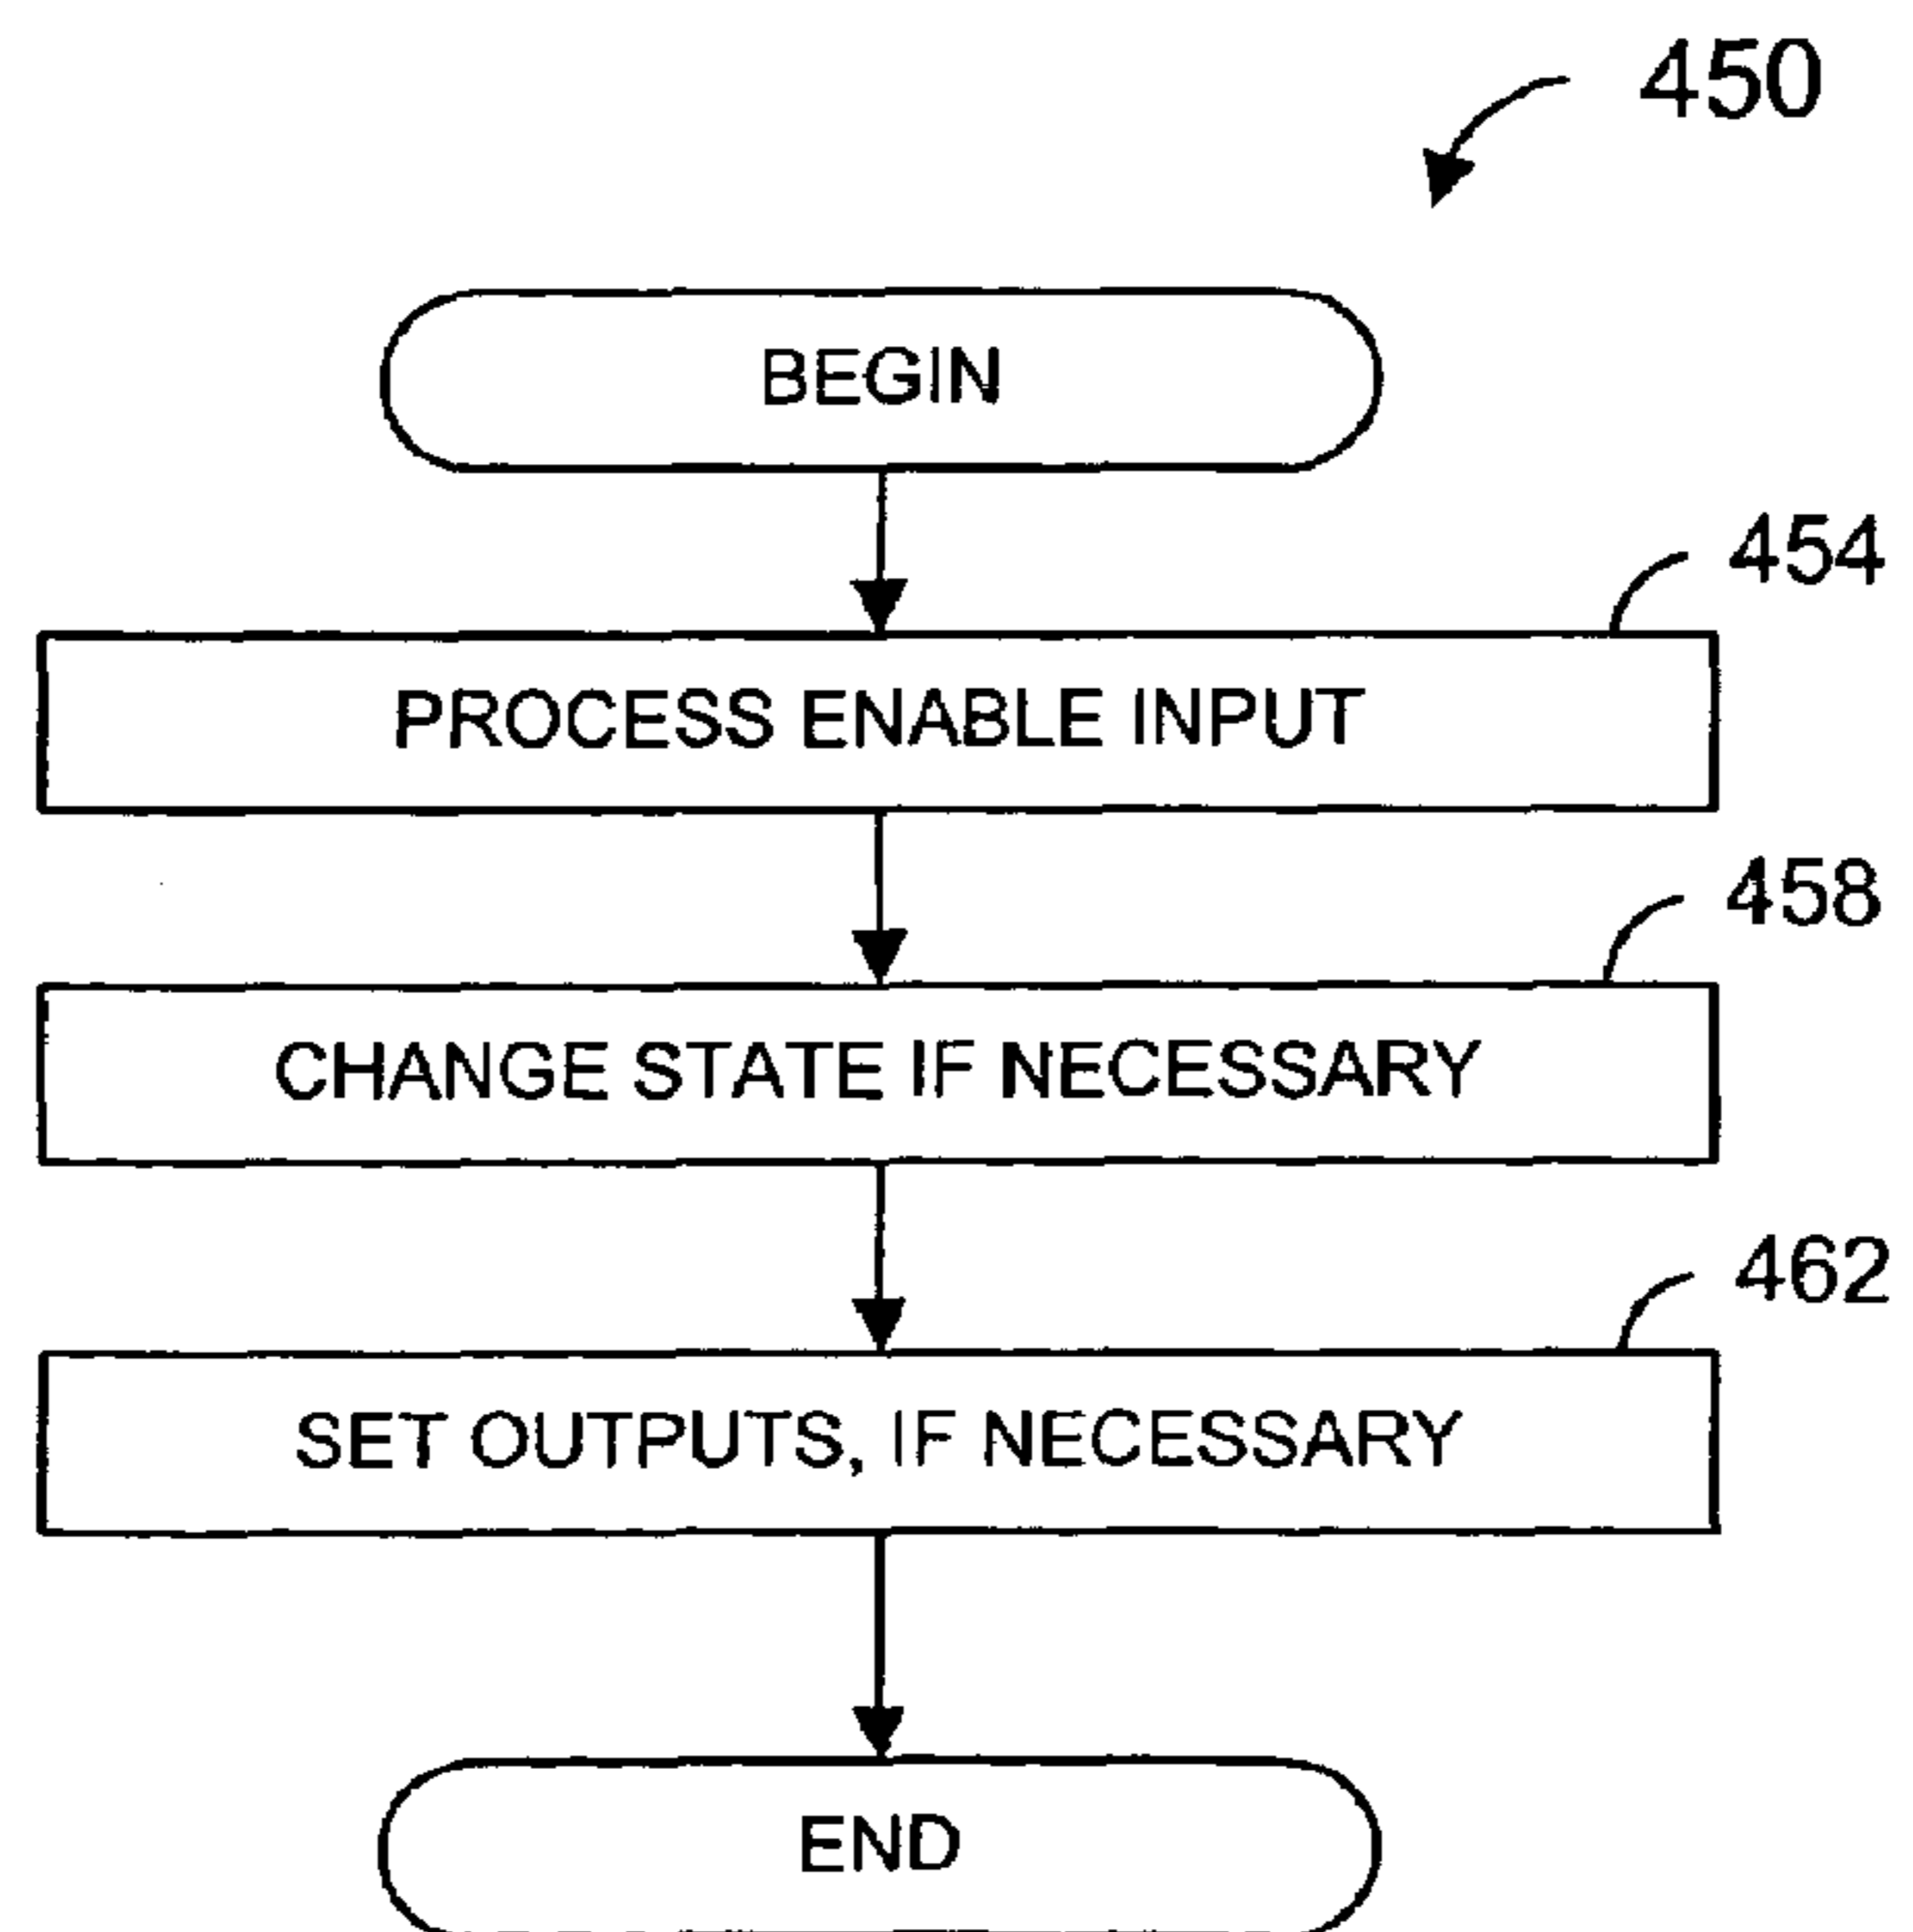 450
BEGIN
454
PROCESS ENABLE INPUT
458
CHANGE STATE IF NECESSARY
462
SET OUTPUTS, IF NECESSARY
END